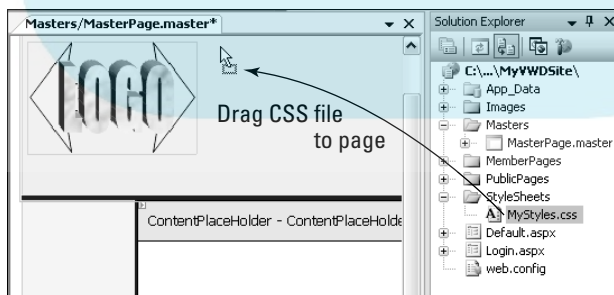 Masters/MasterPage.master*
LOGO
Drag CSS file
to page
ContentPlaceHolder - ContentPlaceHolde
Solution Explorer
C:\...\MyVWDSite\
App_Data
Images
Masters
MasterPage.master
MemberPages
PublicPages
StyleSheets
MyStyles.css
Default.aspx
Login.aspx
web.config